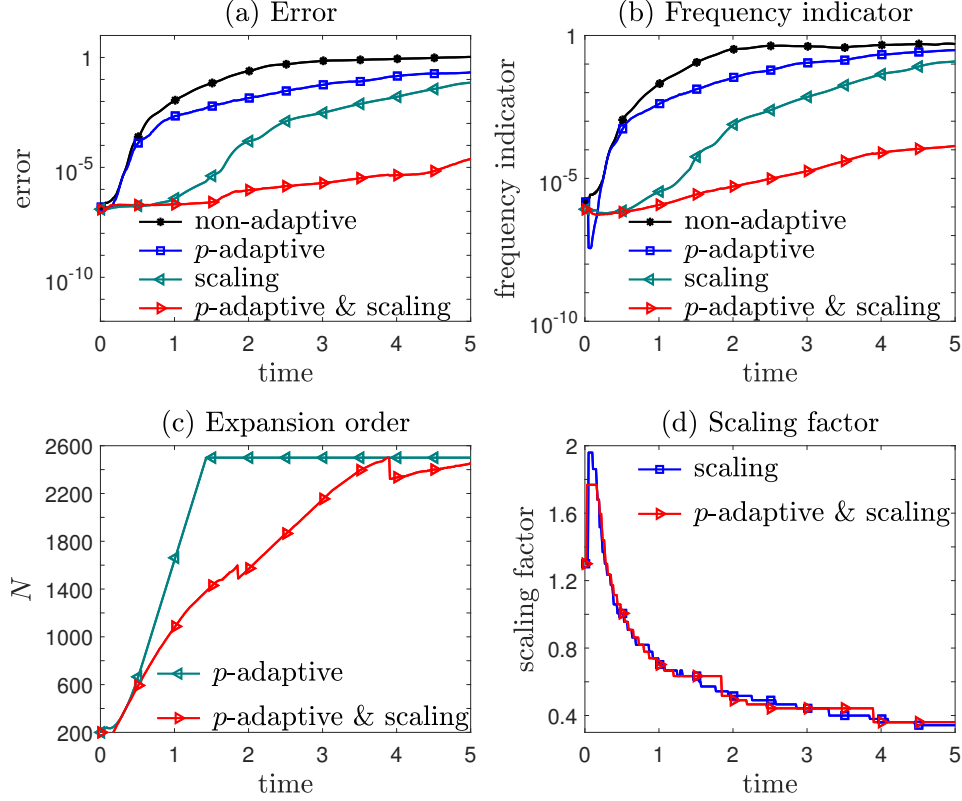 (a) Error
1
10⁻⁵
10⁻¹⁰
error
non-adaptive
p-adaptive
scaling
p-adaptive & scaling
0 1 2 3 4 5
time
(b) Frequency indicator
1
10⁻⁵
10⁻¹⁰
frequency indicator
non-adaptive
p-adaptive
scaling
p-adaptive & scaling
0 1 2 3 4 5
time
(c) Expansion order
2600
2200
1800
1400
1000
600
200
N
p-adaptive
p-adaptive & scaling
0 1 2 3 4 5
time
(d) Scaling factor
2
1.6
1.2
0.8
0.4
scaling factor
scaling
p-adaptive & scaling
0 1 2 3 4 5
time